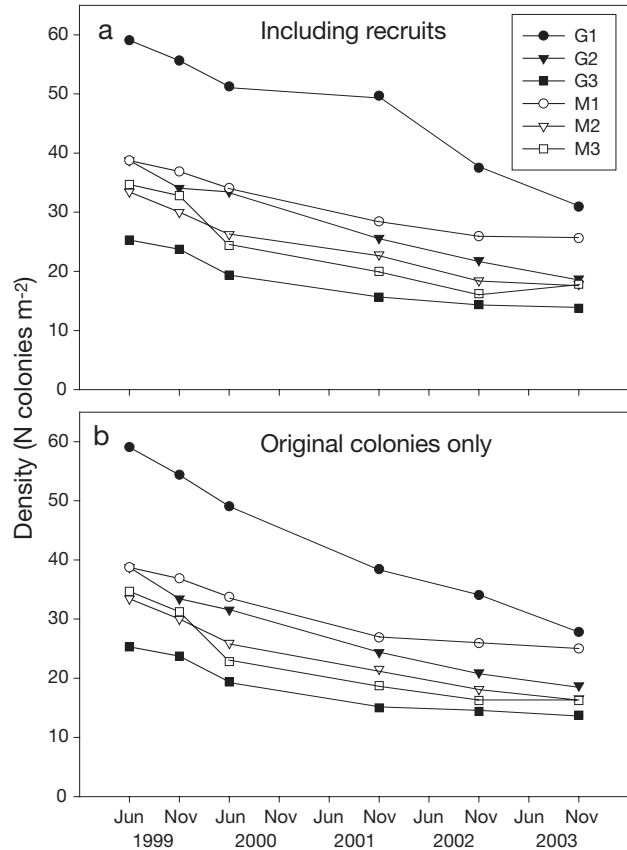 a
Including recruits
G1
G2
G3
M1
M2
M3
60
50
40
30
20
10
0
Density (N colonies m-2)
b
Original colonies only
60
50
40
30
20
10
0
Jun Nov Jun Nov Jun Nov Jun Nov Jun Nov
1999 2000 2001 2002 2003